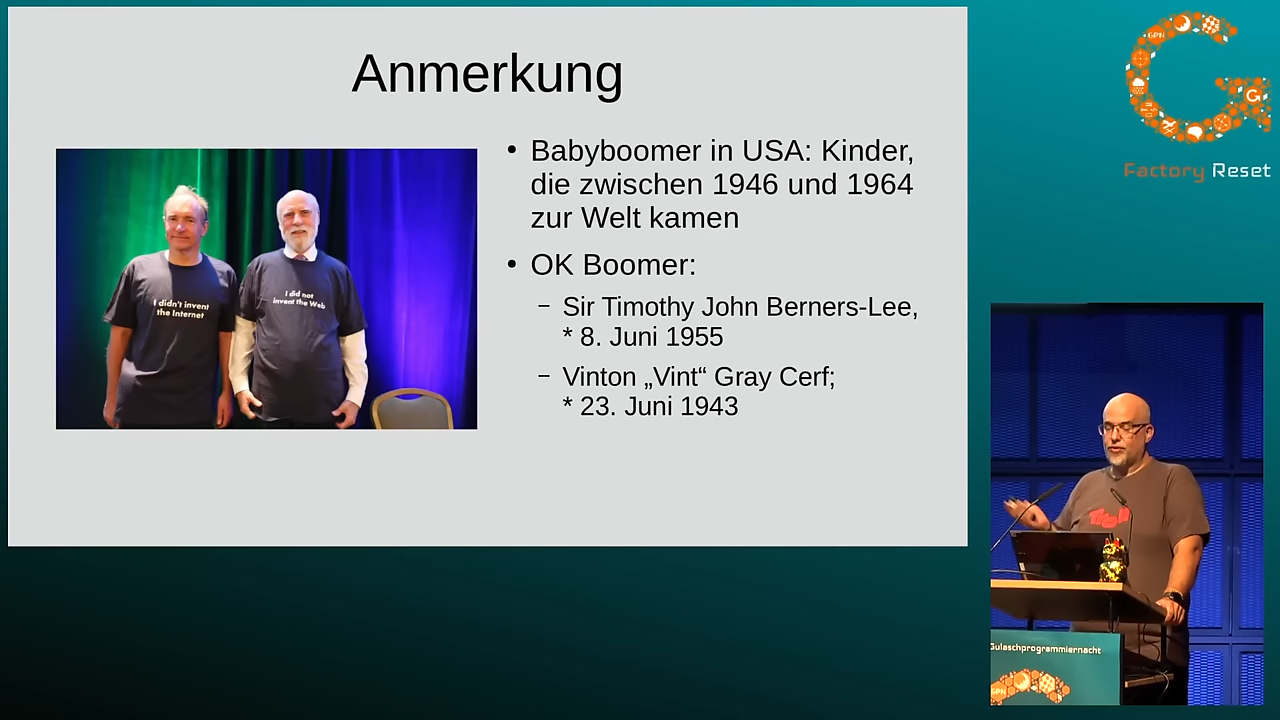 Anmerkung
I didn't invent
the Internet
I did not
invent the Web
• Babyboomer in USA: Kinder,
die zwischen 1946 und 1964
zur Welt kamen
• OK Boomer:
– Sir Timothy John Berners-Lee,
* 8. Juni 1955
– Vinton „Vint“ Gray Cerf;
* 23. Juni 1943
GPN
Factory Reset
Gulaschprogrammiernacht
GPN